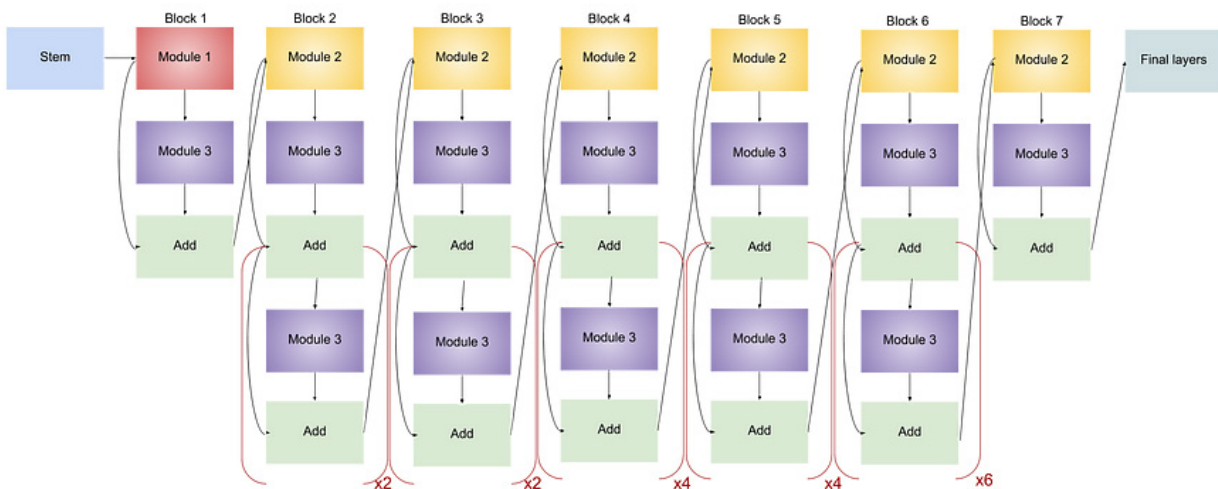 Block 1
Block 2
Block 3
Block 4
Block 5
Block 6
Block 7
Stem
Module 1
Module 2
Module 2
Module 2
Module 2
Module 2
Module 2
Final layers
Module 3
Module 3
Module 3
Module 3
Module 3
Module 3
Module 3
Add
Add
Add
Add
Add
Add
Add
Module 3
Module 3
Module 3
Module 3
Module 3
Add
Add
Add
Add
Add
x2
x2
x4
x4
x6